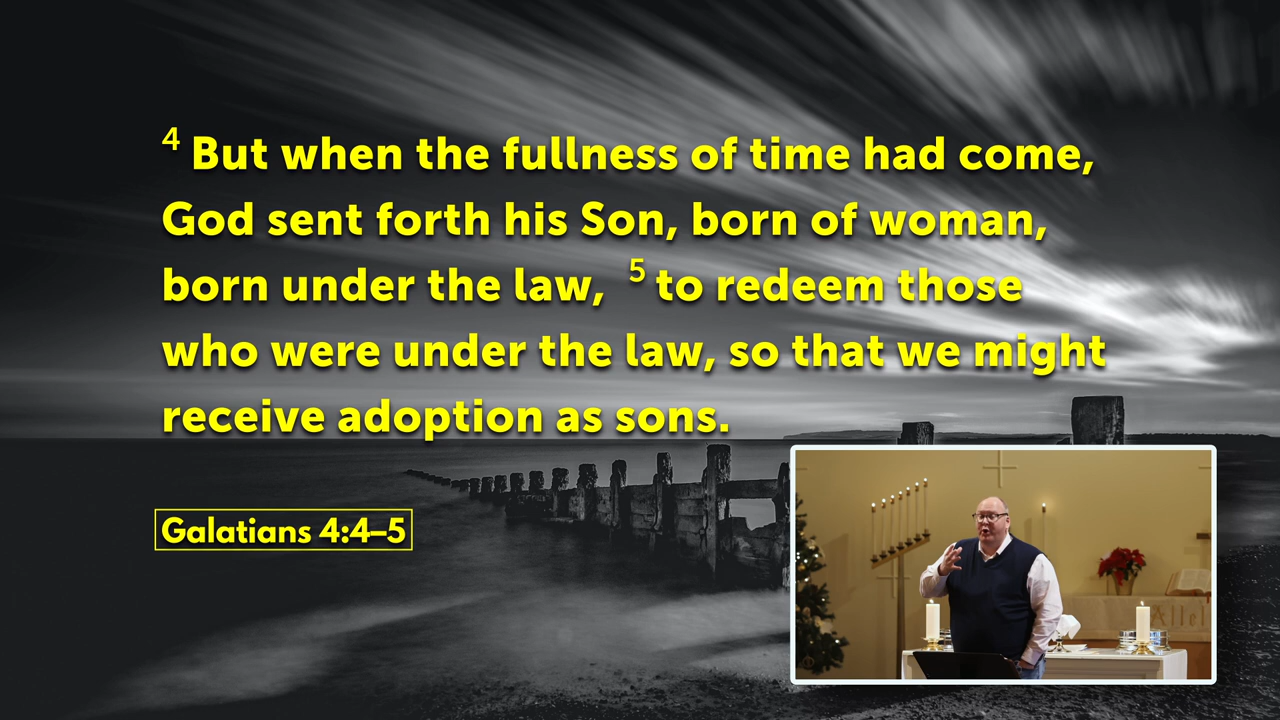 4 But when the fullness of time had come,
God sent forth his Son, born of woman,
born under the law, 5 to redeem those
who were under the law, so that we might
receive adoption as sons.
Galatians 4:4–5
Allel